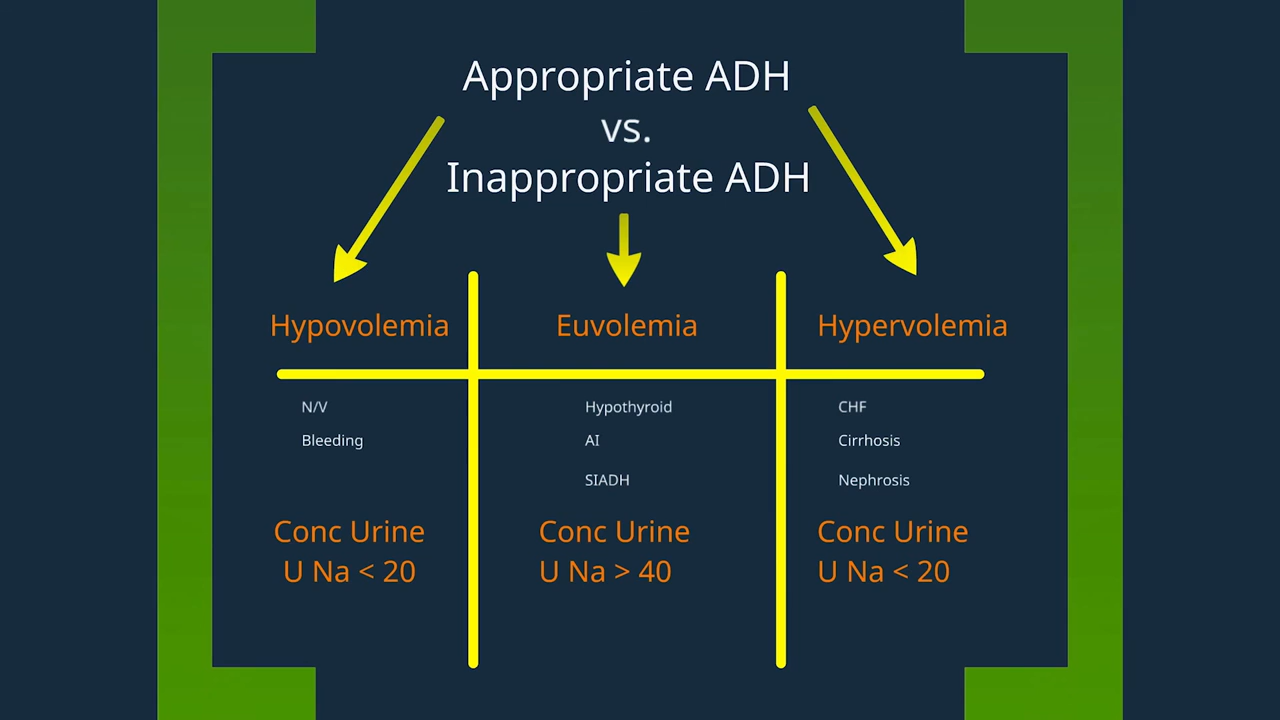 Appropriate ADH
vs.
Inappropriate ADH
Hypovolemia
Euvolemia
Hypervolemia
N/V
Hypothyroid
CHF
Bleeding
AI
Cirrhosis
SIADH
Nephrosis
Conc Urine
Conc Urine
Conc Urine
U Na < 20
U Na > 40
U Na < 20